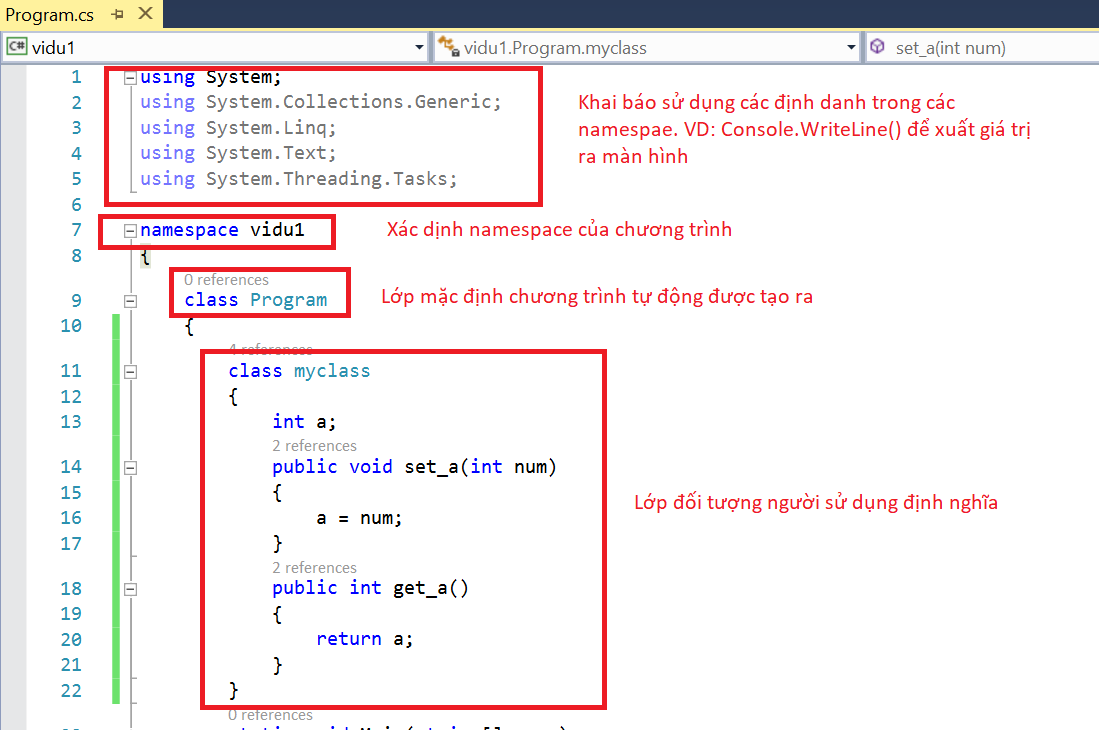 Program.cs
C# vidu1
vidu1.Program.myclass
set_a(int num)
1 using System;
2 using System.Collections.Generic;
3 using System.Linq;
4 using System.Text;
5 using System.Threading.Tasks;
Khai báo sử dụng các định danh trong các
namespae. VD: Console.WriteLine() để xuất giá trị
ra màn hình
6
7 namespace vidu1
Xác dịnh namespace của chương trình
8 {
0 references
9 class Program
Lớp mặc định chương trình tự động được tạo ra
10 {
4 references
11 class myclass
12 {
13 int a;
2 references
14 public void set_a(int num)
15 {
Lớp đối tượng người sử dụng định nghĩa
16 a = num;
17 }
2 references
18 public int get_a()
19 {
20 return a;
21 }
22 }
0 references